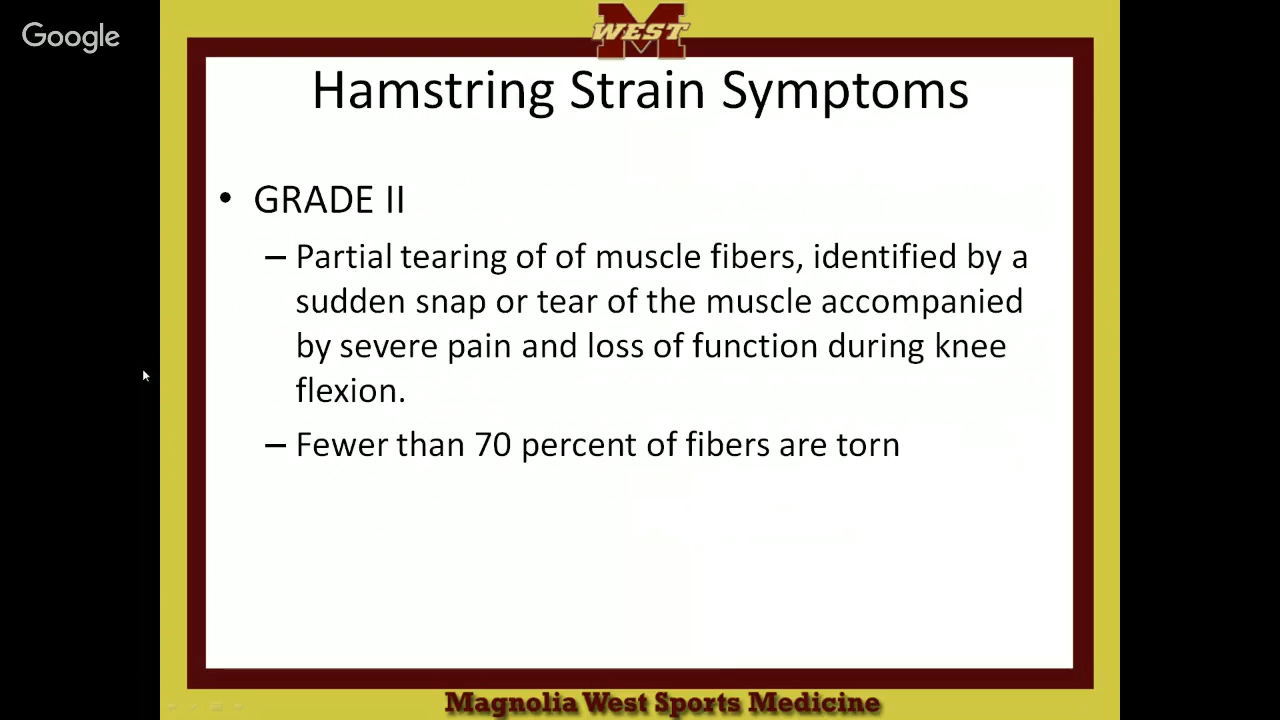 Google
M
WEST
Hamstring Strain Symptoms
• GRADE II
– Partial tearing of of muscle fibers, identified by a
sudden snap or tear of the muscle accompanied
by severe pain and loss of function during knee
flexion.
– Fewer than 70 percent of fibers are torn
Magnolia West Sports Medicine